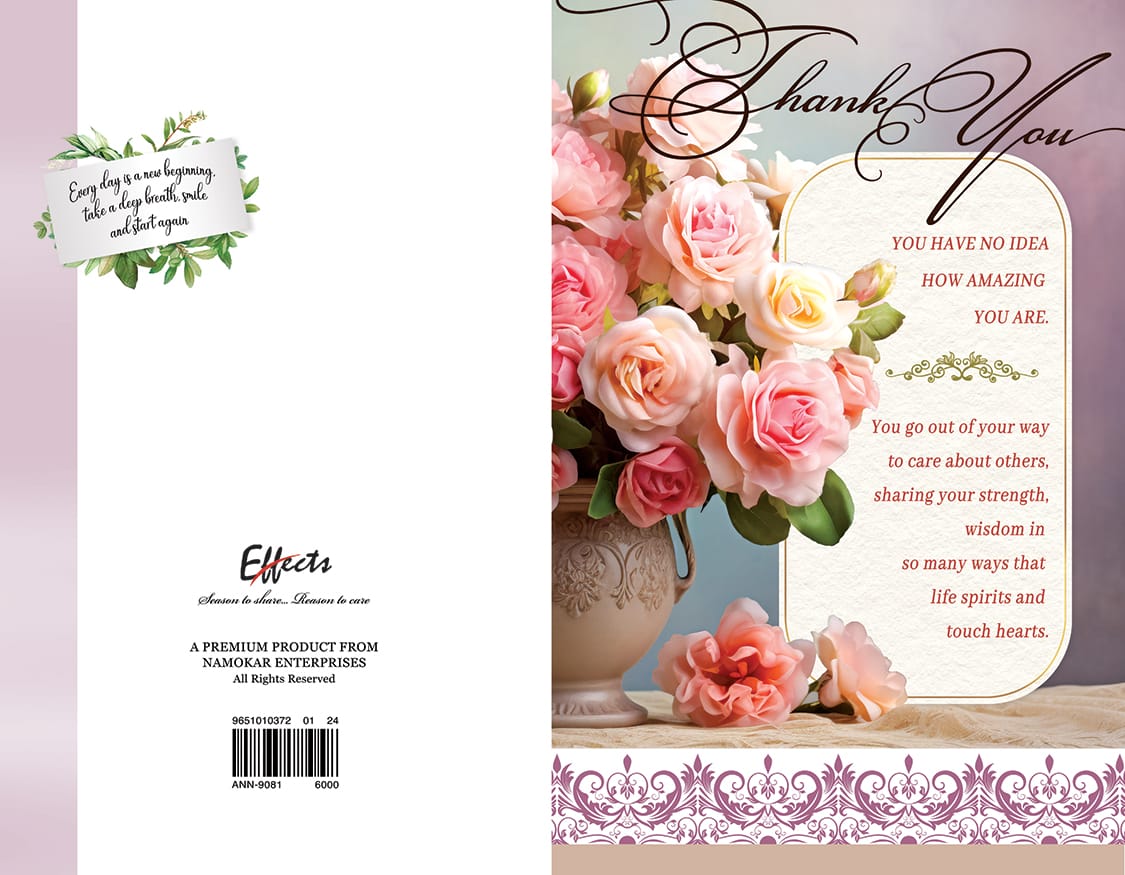 Every day is a new beginning,
take a deep breath, smile
and start again
Effects
Season to share... Reason to care
A PREMIUM PRODUCT FROM
NAMOKAR ENTERPRISES
All Rights Reserved
9651010372 01 24
ANN-9081 6000
Thank You
YOU HAVE NO IDEA
HOW AMAZING
YOU ARE.
You go out of your way
to care about others,
sharing your strength,
wisdom in
so many ways that
life spirits and
touch hearts.